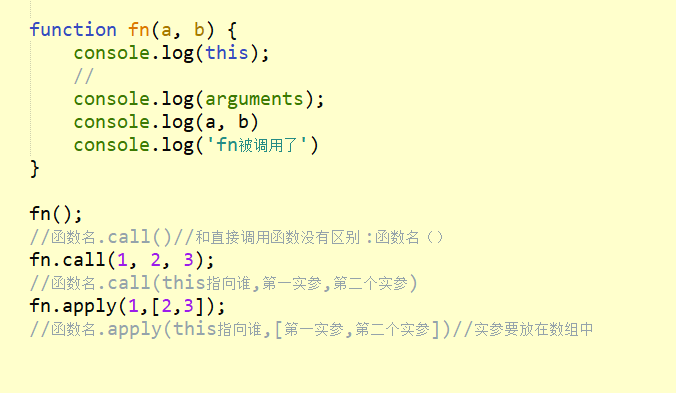 function fn(a, b) {
    console.log(this);
    //
    console.log(arguments);
    console.log(a, b)
    console.log('fn被调用了')
}
fn();
//函数名.call()//和直接调用函数没有区别：函数名（）
fn.call(1, 2, 3);
//函数名.call(this指向谁,第一实参,第二个实参)
fn.apply(1,[2,3]);
//函数名.apply(this指向谁,[第一实参,第二个实参])//实参要放在数组中